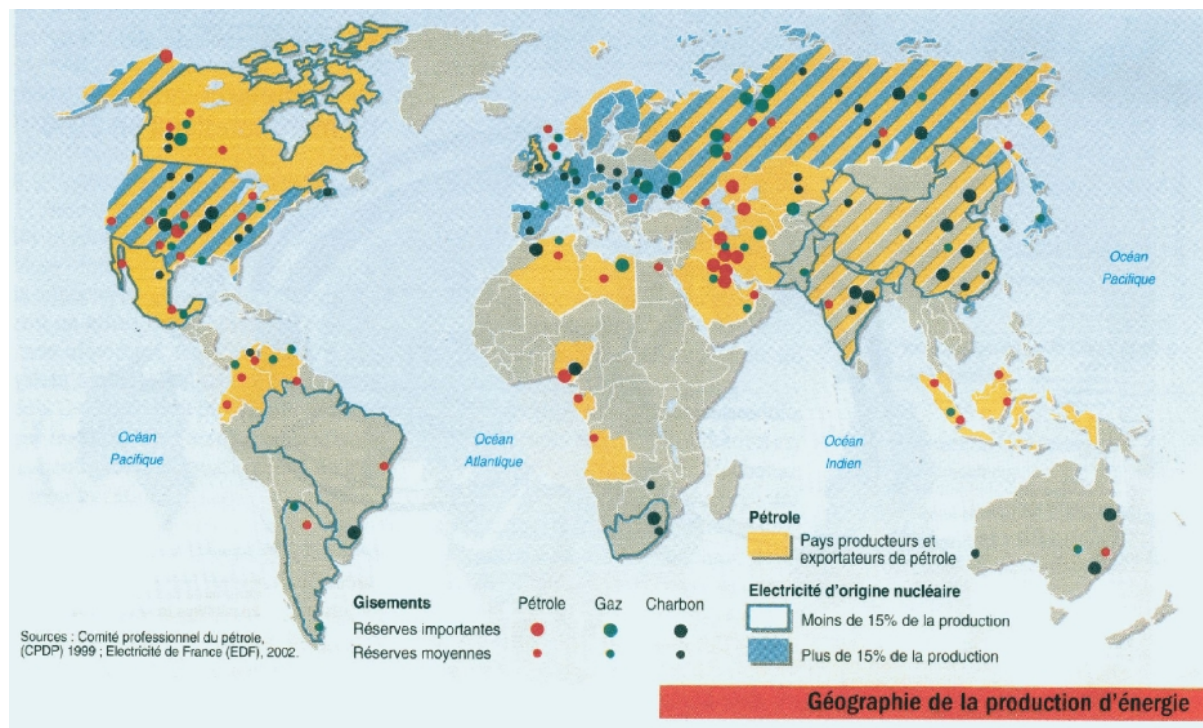 Océan
Pacifique
Océan
Pacifique
Océan
Atlantique
Océan
Indien
Pétrole
Pays producteurs et
exportateurs de pétrole
Electricité d'origine nucléaire
Moins de 15% de la production
Plus de 15% de la production
Gisements Pétrole Gaz Charbon
Réserves importantes
Réserves moyennes
Sources : Comité professionnel du pétrole,
(CPDP) 1999 ; Electricité de France (EDF), 2002.
Géographie de la production d'énergie